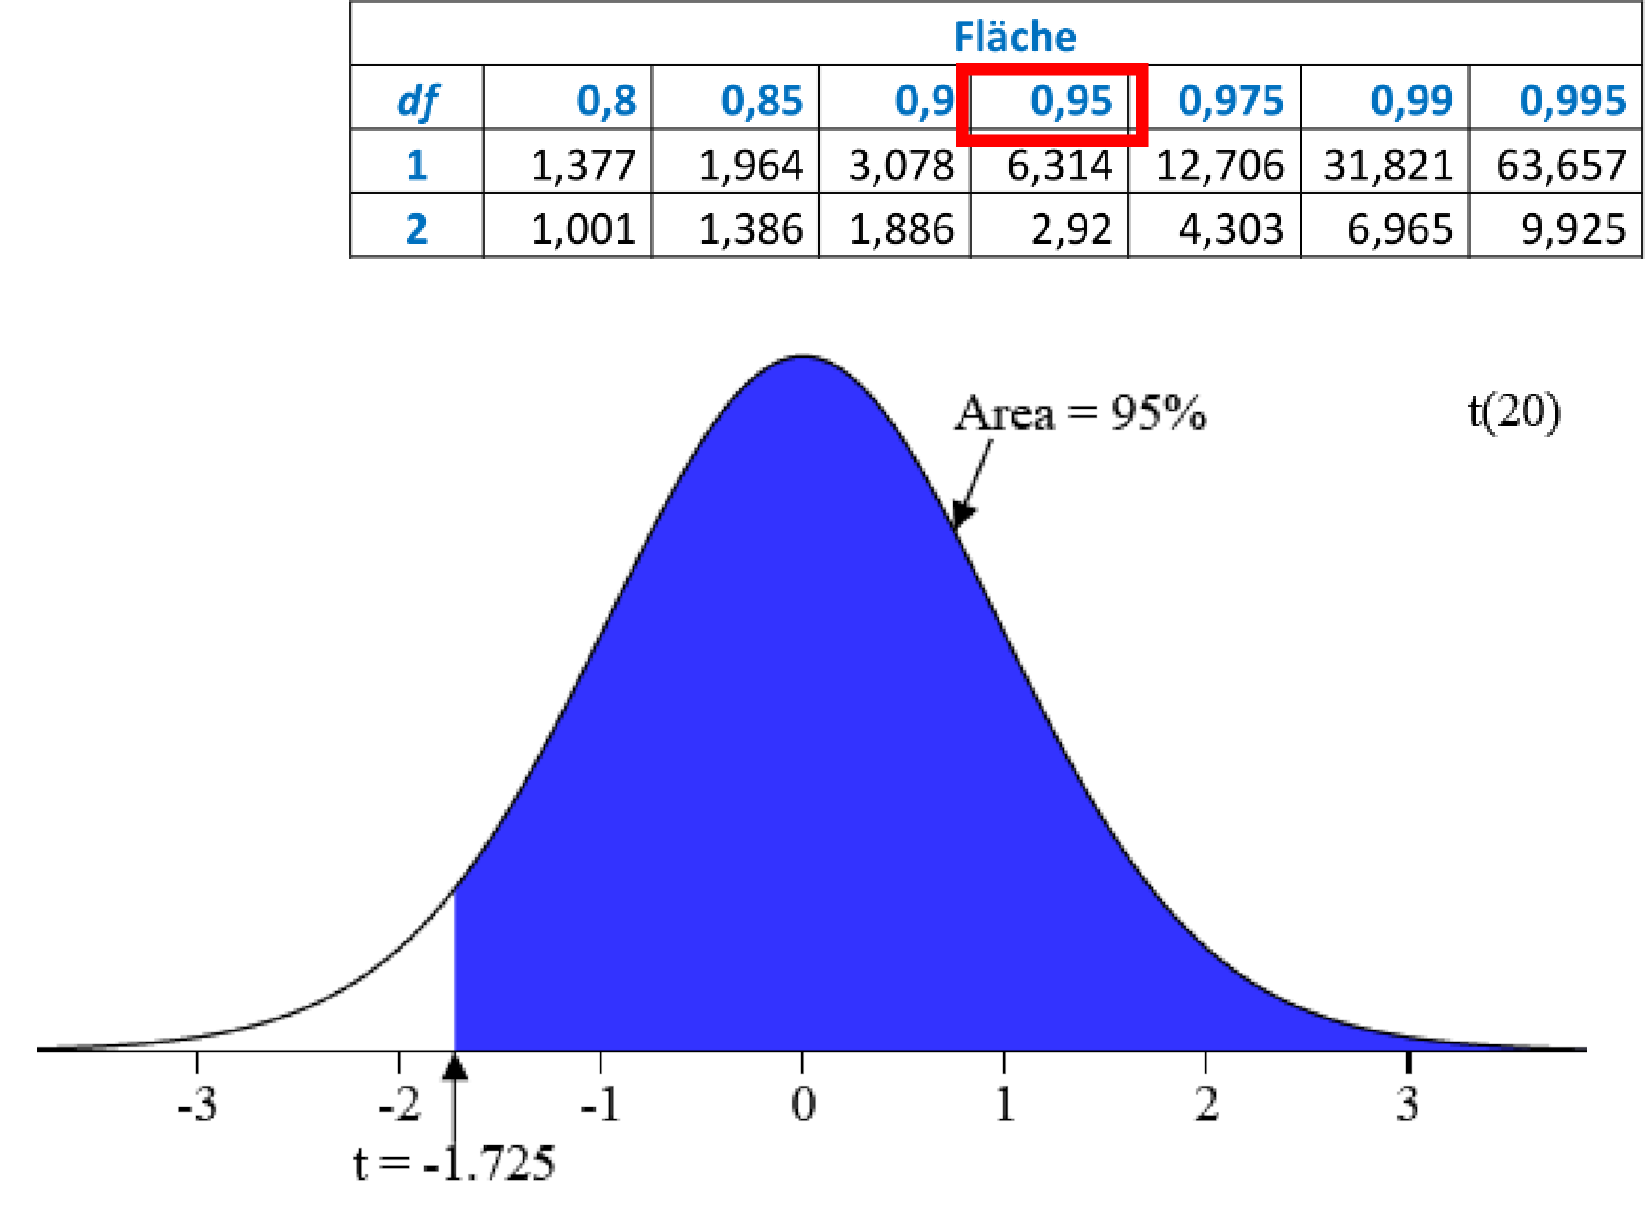 Fläche
df 0,8 0,85 0,9 0,95 0,975 0,99 0,995
1 1,377 1,964 3,078 6,314 12,706 31,821 63,657
2 1,001 1,386 1,886 2,92 4,303 6,965 9,925
Area = 95% t(20)
-3 -2 -1 0 1 2 3
t = -1.725